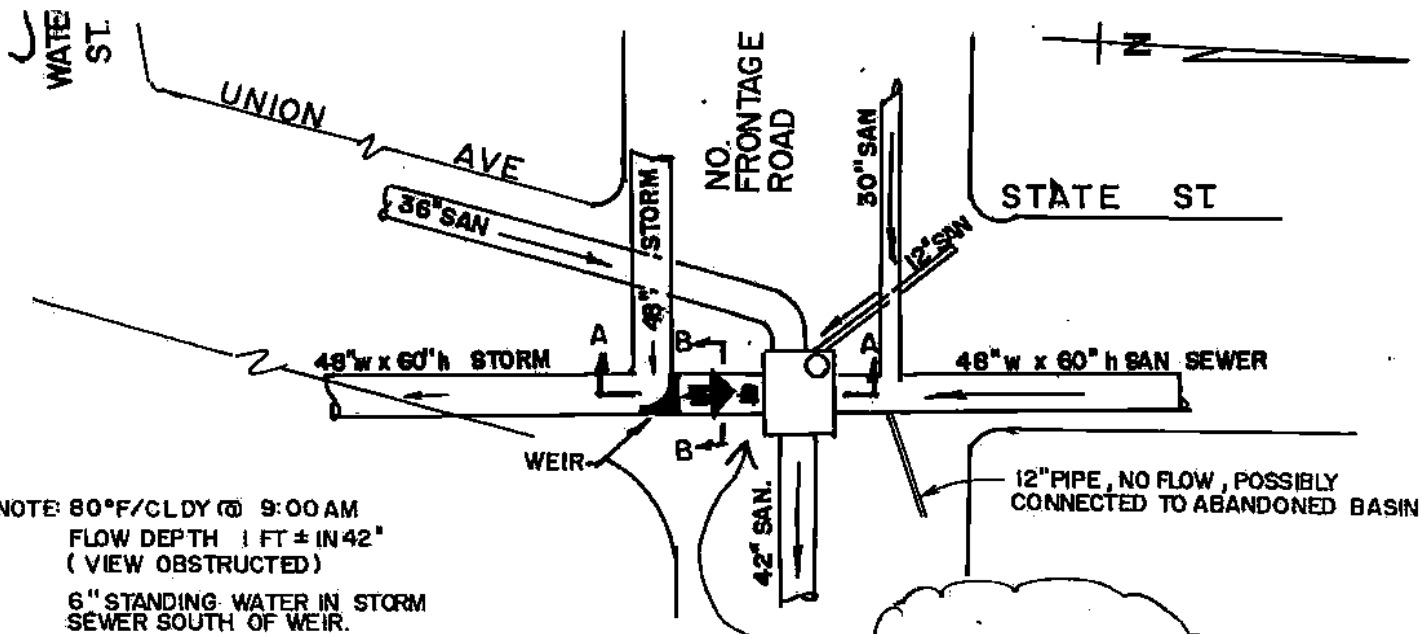 WATE
ST.
UNION
AVE
NO.
FRONTAGE
ROAD
N
STATE ST.
36" SAN
48" STORM
30" SAN
12" SAN
A
B
A
48"w x 60"h STORM
48"w x 60"h SAN SEWER
B
WEIR
42" SAN.
12" PIPE, NO FLOW, POSSIBLY
CONNECTED TO ABANDONED BASIN
NOTE: 80°F/CLDY @ 9:00 AM
FLOW DEPTH 1 FT ± IN 42"
(VIEW OBSTRUCTED)
6" STANDING WATER IN STORM
SEWER SOUTH OF WEIR.